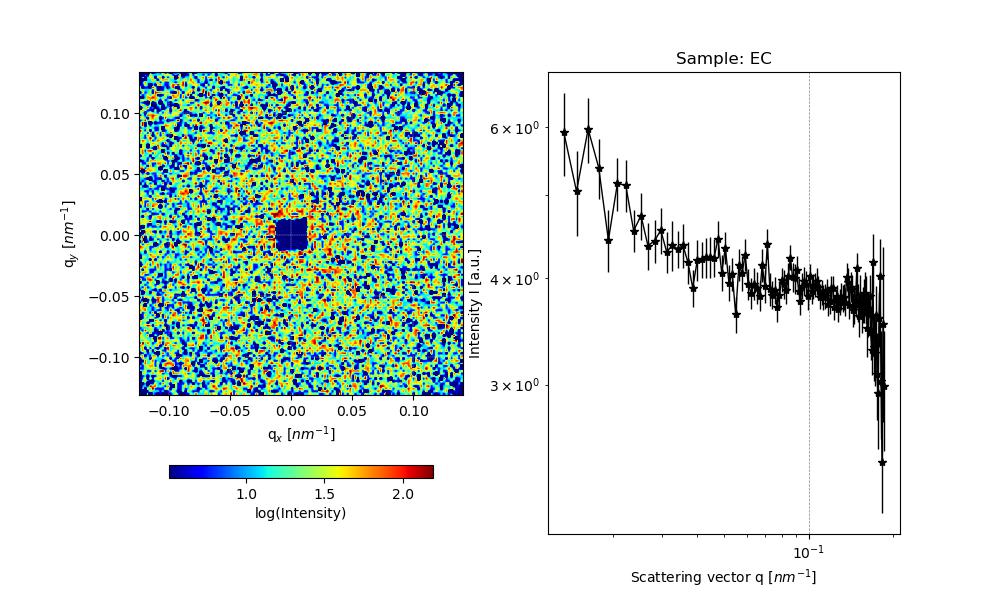 Sample: EC
0.10
0.05
0.00
−0.05
−0.10
q_y [nm^{−1}]
−0.10 −0.05 0.00 0.05 0.10
q_x [nm^{−1}]
1.0 1.5 2.0
log(Intensity)
6 × 10^0
4 × 10^0
3 × 10^0
Intensity I [a.u.]
10^{−1}
Scattering vector q [nm^{−1}]